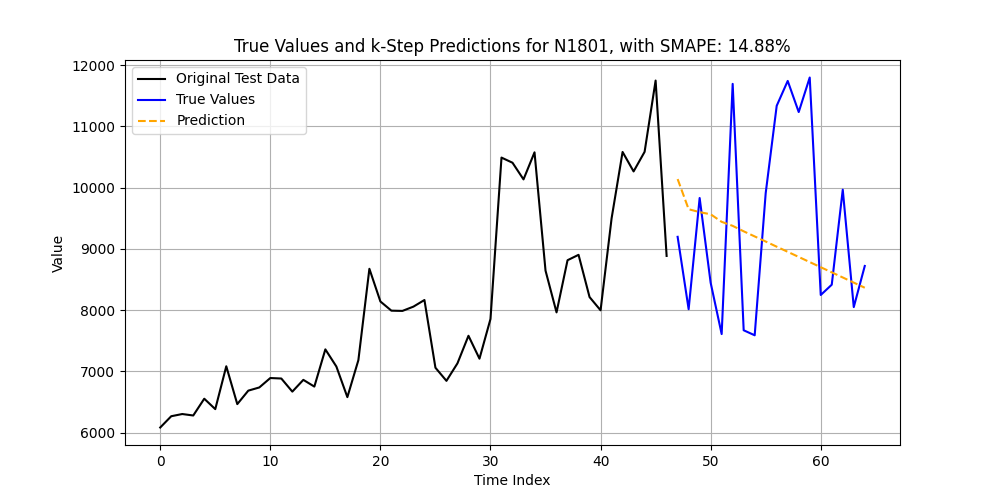 True Values and k-Step Predictions for N1801, with SMAPE: 14.88%
Original Test Data
True Values
Prediction
12000
11000
10000
9000
8000
7000
6000
Value
0 10 20 30 40 50 60
Time Index